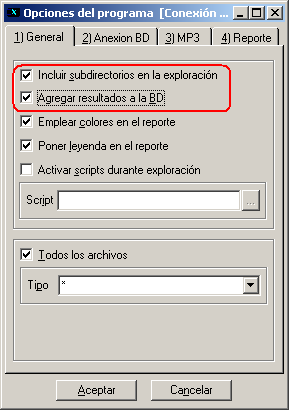 Opciones del programa [Conexión ...
1) General
2) Anexion BD
3) MP3
4) Reporte
Incluir subdirectorios en la exploración
Agregar resultados a la BD
Emplear colores en el reporte
Poner leyenda en el reporte
Activar scripts durante exploración
Script
...
Todos los archivos
Tipo
*
Aceptar
Cancelar